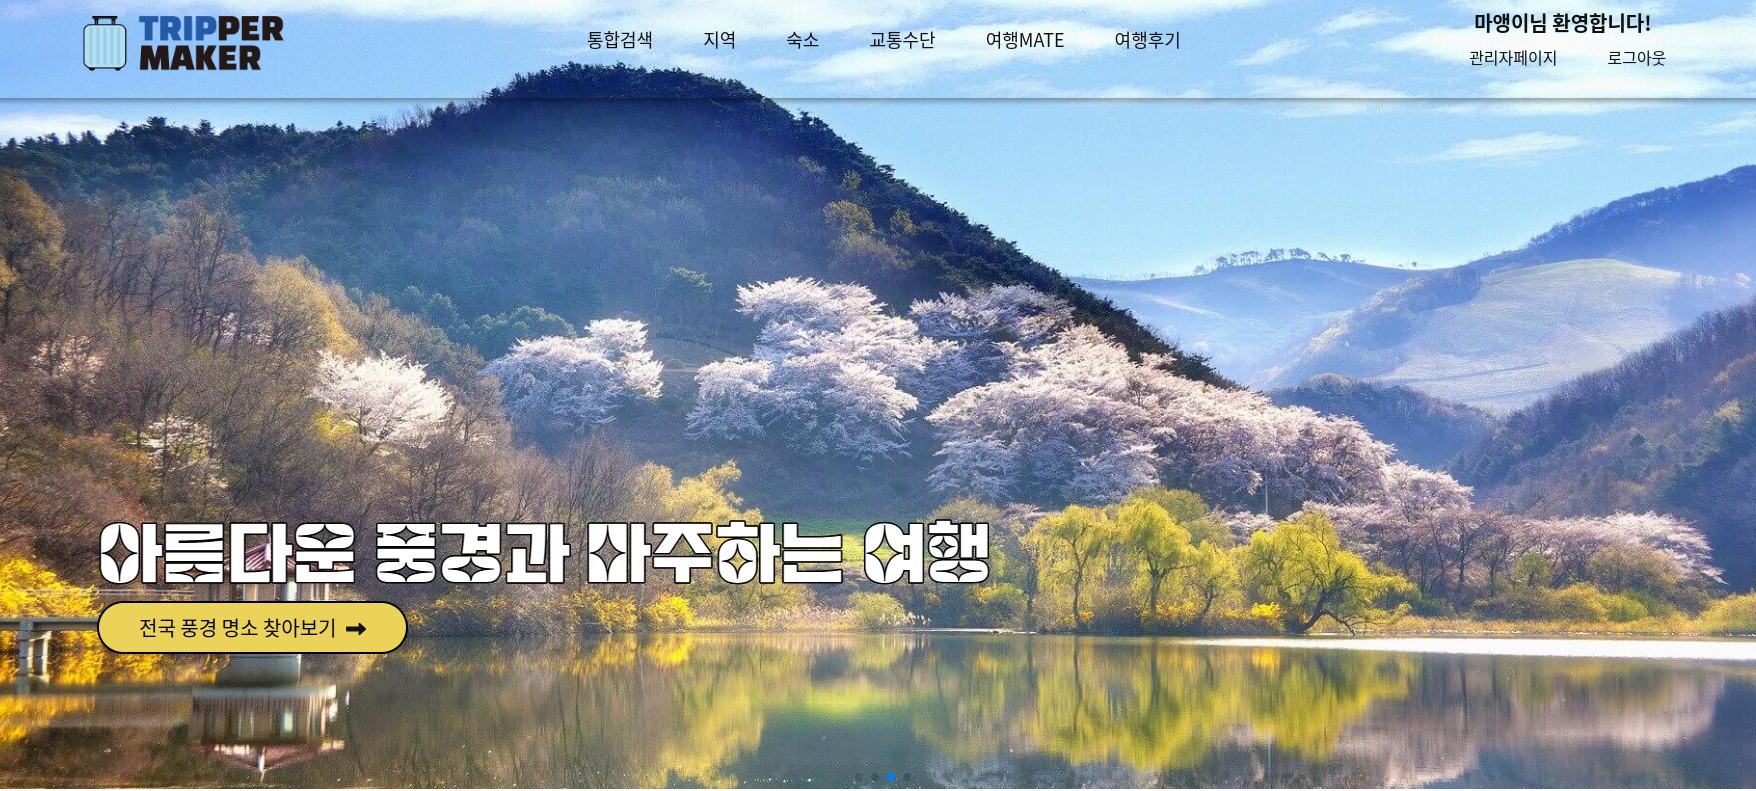 TRIPPER
MAKER
통합검색 지역 숙소 교통수단 여행MATE 여행후기
마앵이님 환영합니다!
관리자페이지 로그아웃
아름다운 풍경과 마주하는 여행
전국 풍경 명소 찾아보기